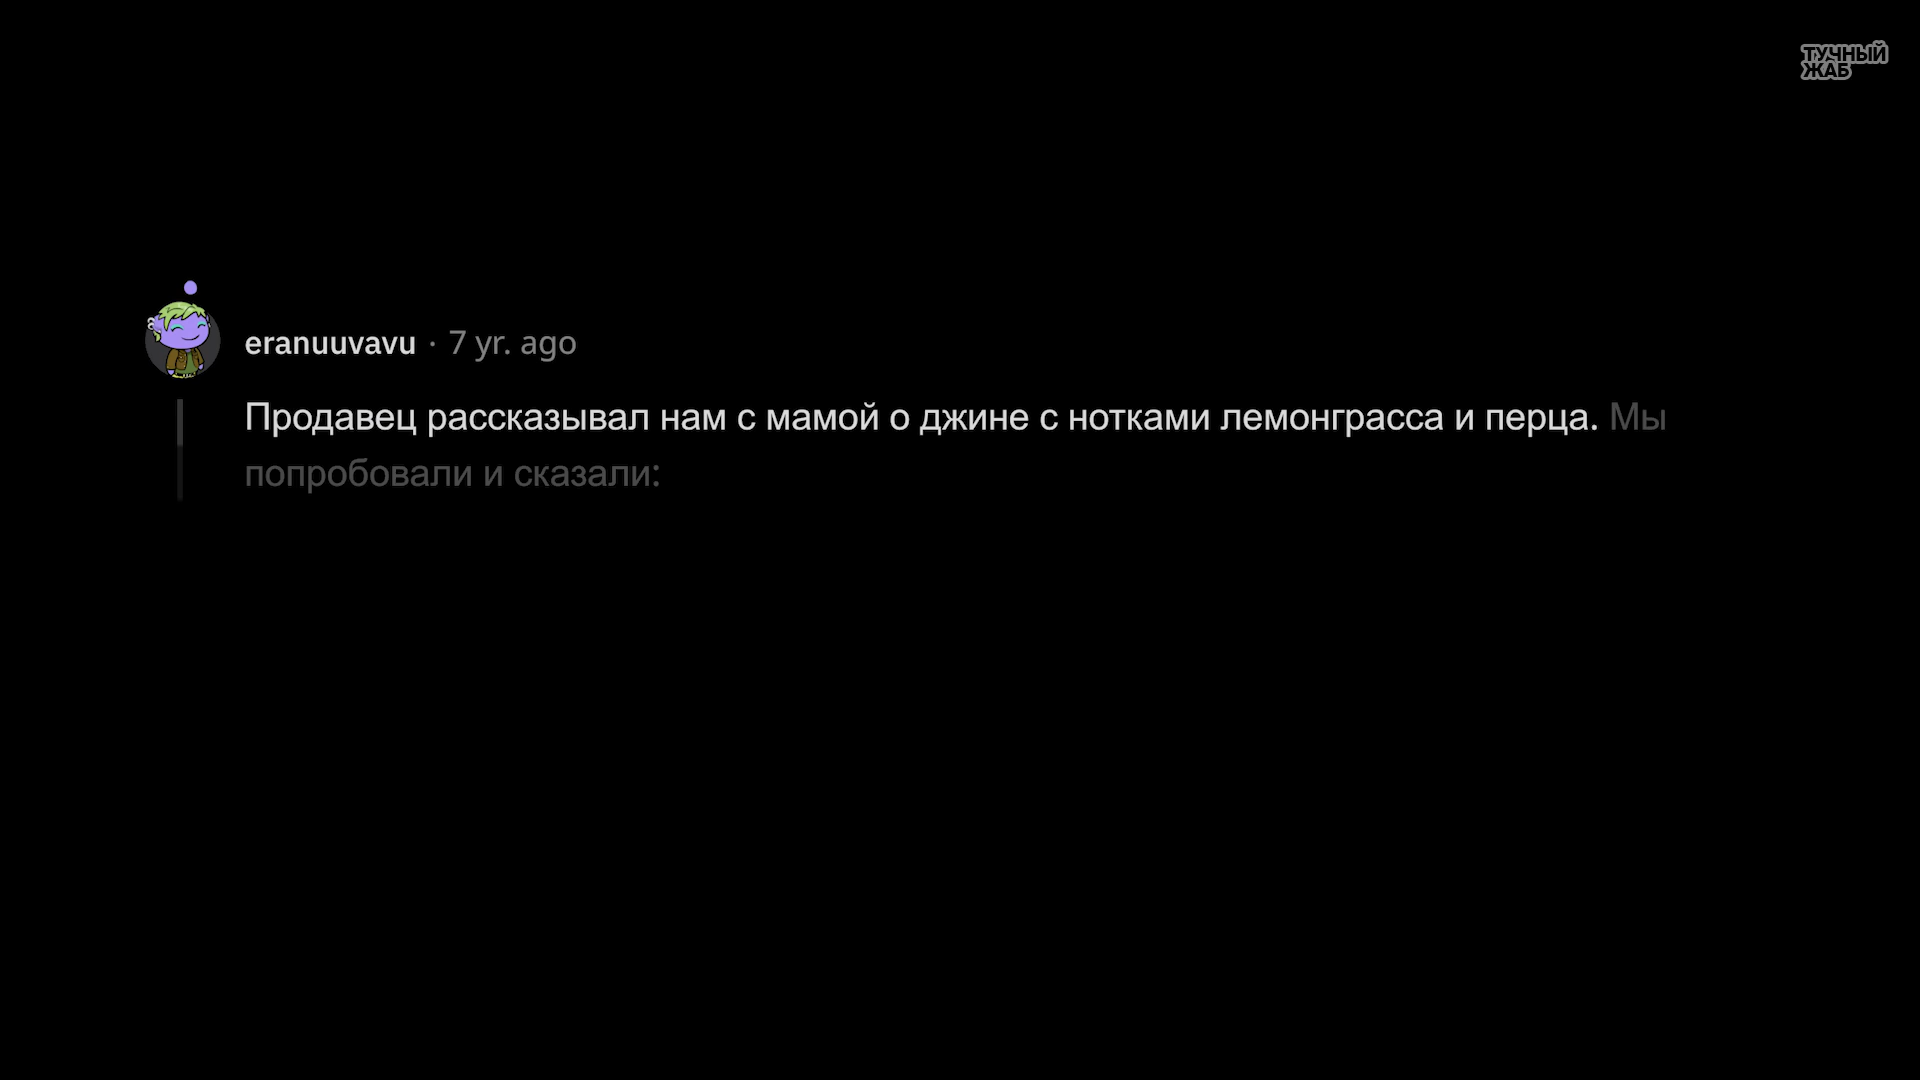 ТУЧНЫЙ
ЖАБ
eranuuvavu · 7 yr. ago
Продавец рассказывал нам с мамой о джине с нотками лемонграсса и перца. Мы
попробовали и сказали: